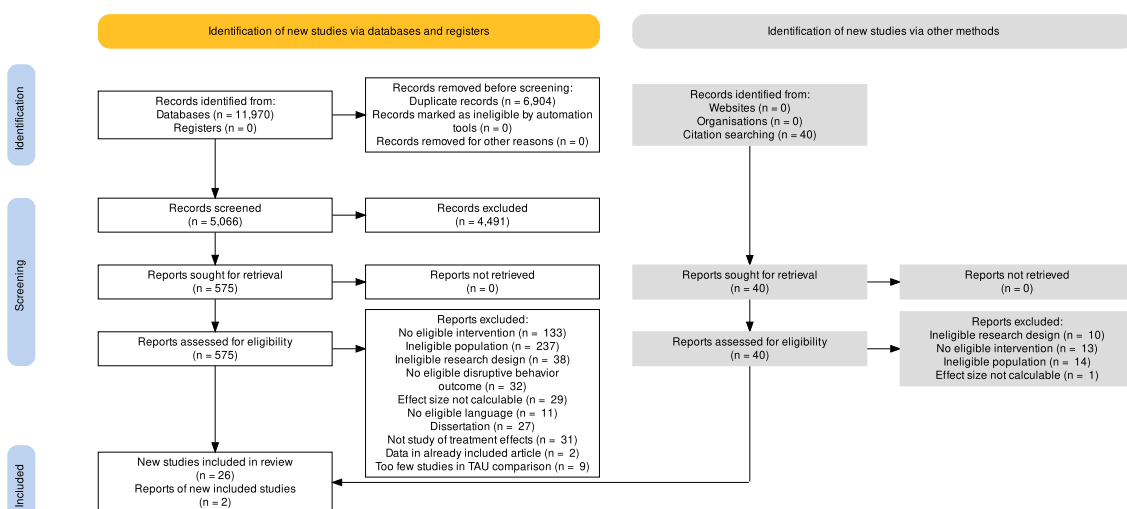 Identification of new studies via databases and registers
Identification of new studies via other methods
Identification
Records identified from:
Databases (n = 11,970)
Registers (n = 0)
Records removed before screening:
Duplicate records (n = 6,904)
Records marked as ineligible by automation
tools (n = 0)
Records removed for other reasons (n = 0)
Records identified from:
Websites (n = 0)
Organisations (n = 0)
Citation searching (n = 40)
Screening
Records screened
(n = 5,066)
Records excluded
(n = 4,491)
Reports sought for retrieval
(n = 575)
Reports not retrieved
(n = 0)
Reports sought for retrieval
(n = 40)
Reports not retrieved
(n = 0)
Reports assessed for eligibility
(n = 575)
Reports excluded:
No eligible intervention (n = 133)
Ineligible population (n = 237)
Ineligible research design (n = 38)
No eligible disruptive behavior
outcome (n = 32)
Effect size not calculable (n = 29)
No eligible language (n = 11)
Dissertation (n = 27)
Not study of treatment effects (n = 31)
Data in already included article (n = 2)
Too few studies in TAU comparison (n = 9)
Reports assessed for eligibility
(n = 40)
Reports excluded:
Ineligible research design (n = 10)
No eligible intervention (n = 13)
Ineligible population (n = 14)
Effect size not calculable (n = 1)
Included
New studies included in review
(n = 26)
Reports of new included studies
(n = 2)